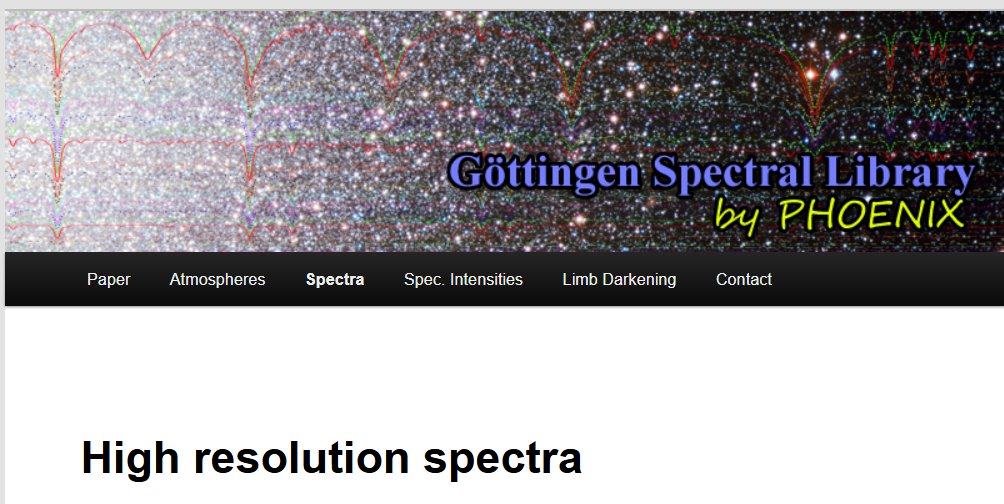 Göttingen Spectral Library
by PHOENIX
Paper Atmospheres Spectra Spec. Intensities Limb Darkening Contact
High resolution spectra